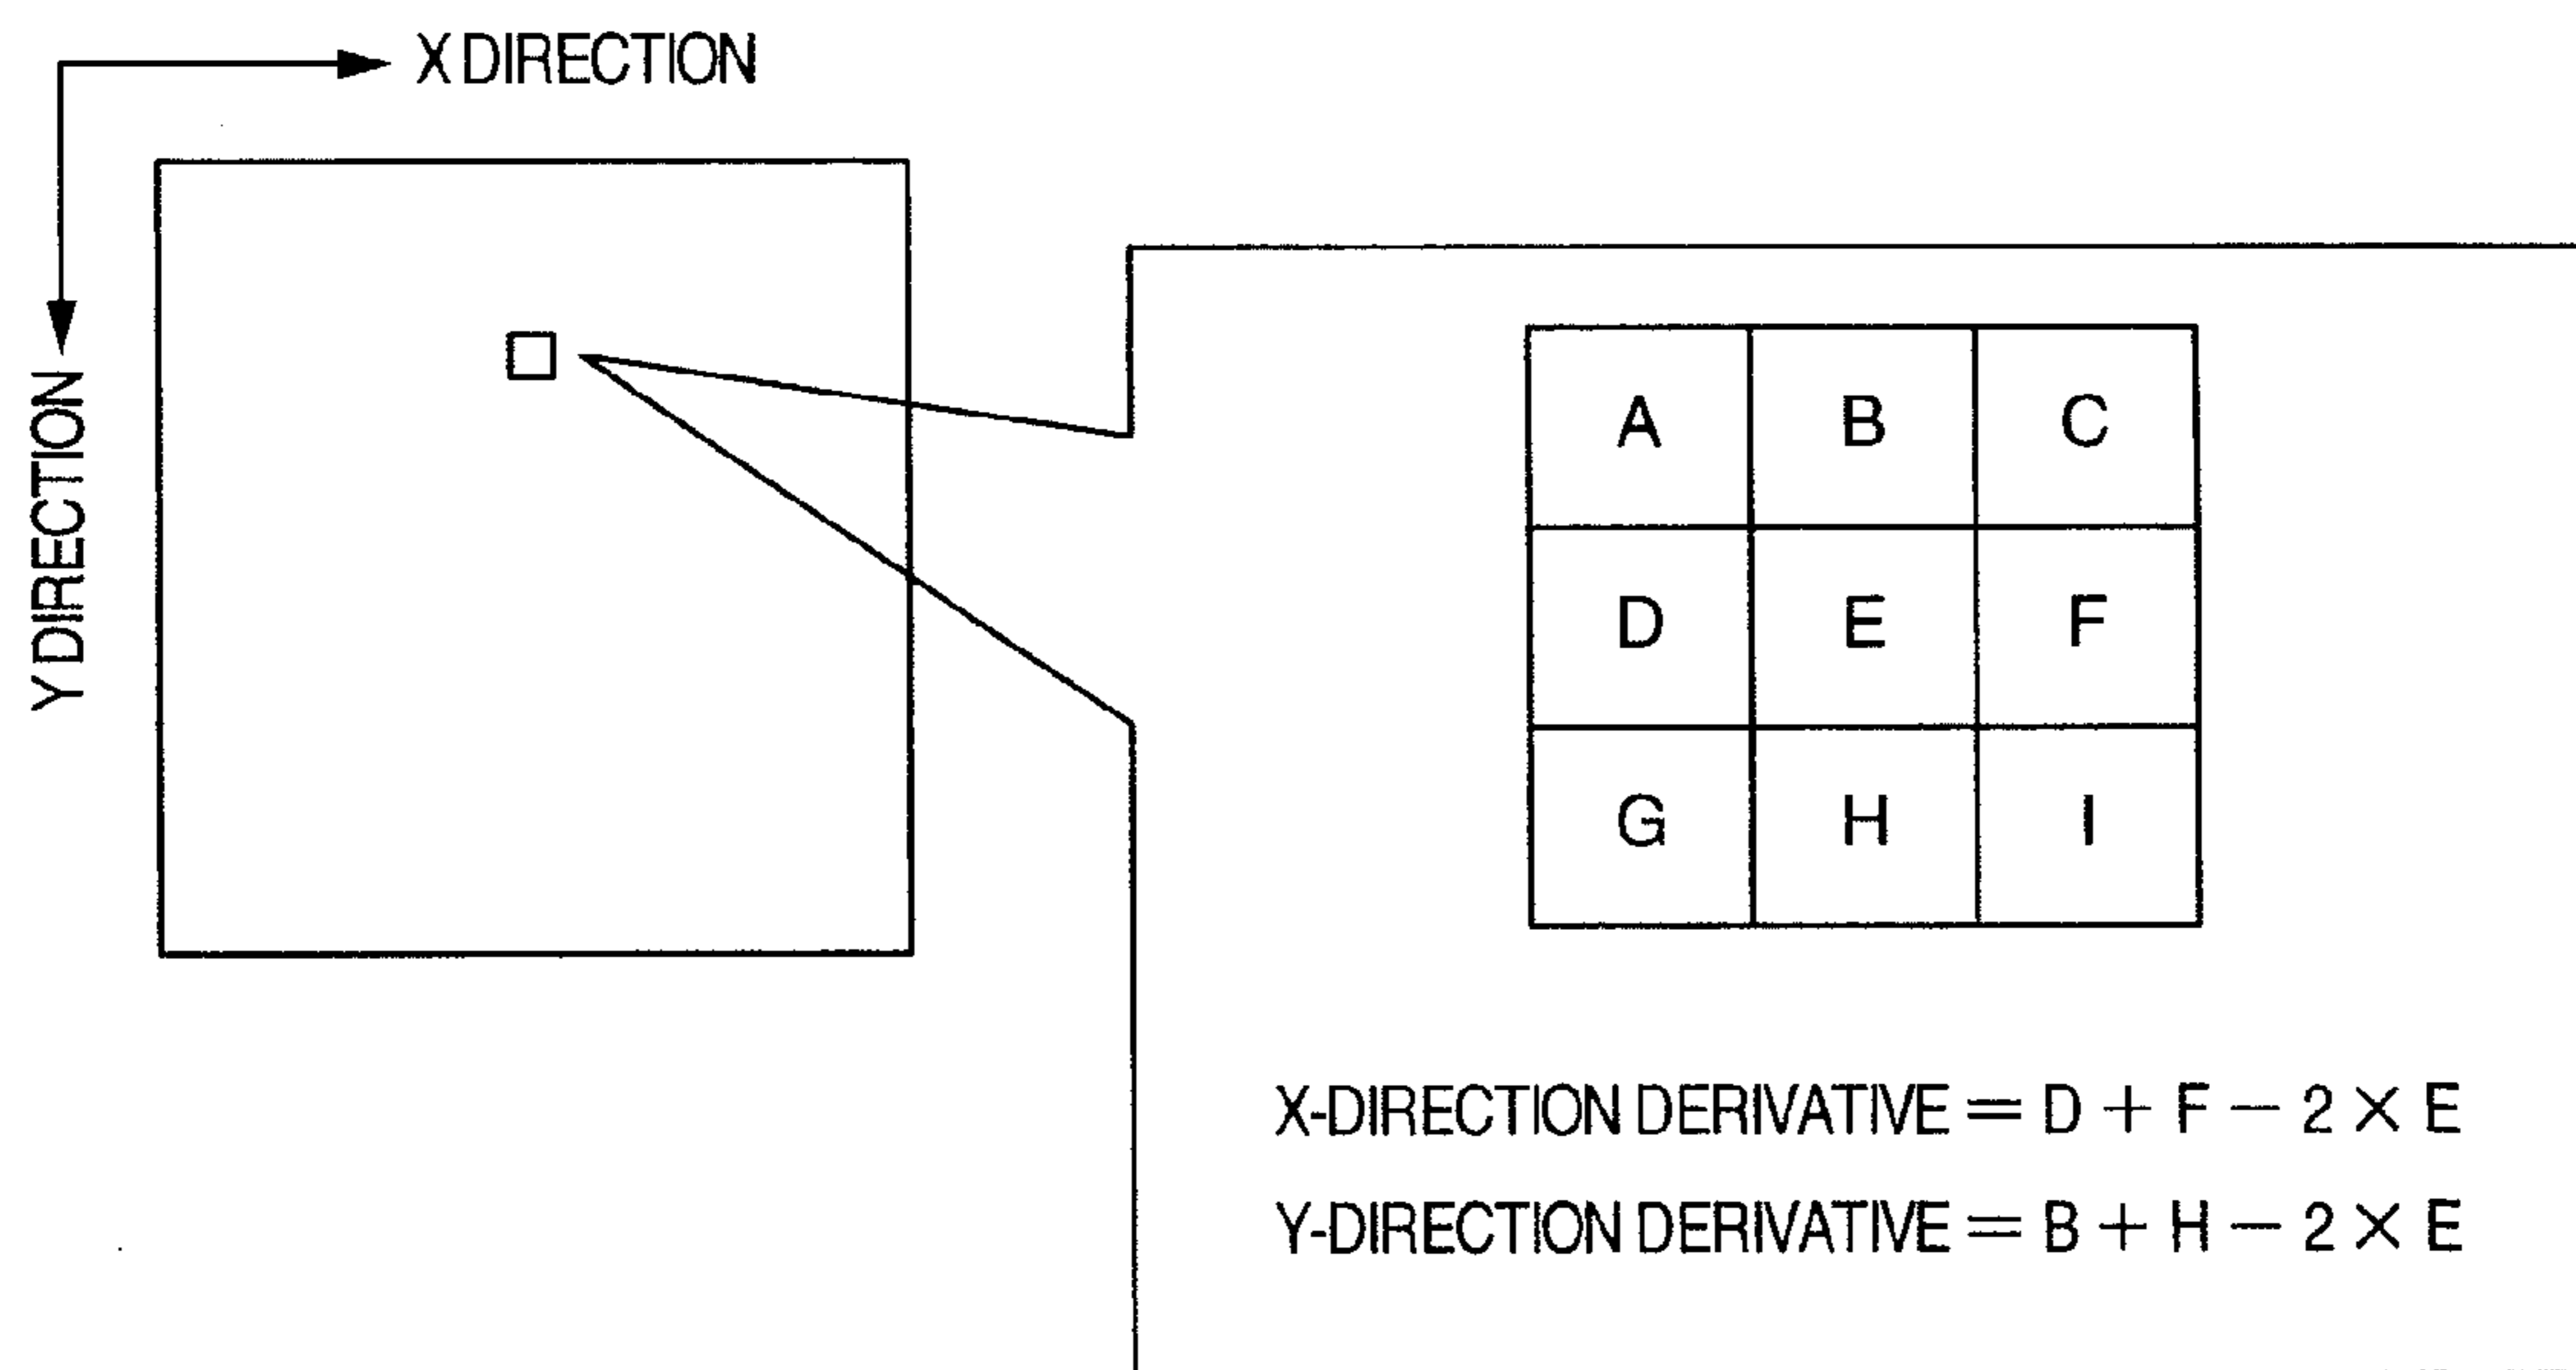 X DIRECTION
Y DIRECTION
A B C
D E F
G H I
X-DIRECTION DERIVATIVE = D + F − 2 × E
Y-DIRECTION DERIVATIVE = B + H − 2 × E